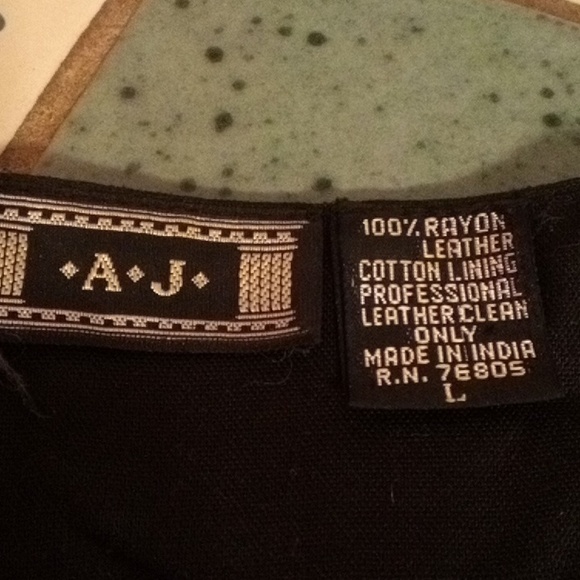 A J
100% RAYON
LEATHER
COTTON LINING
PROFESSIONAL
LEATHER CLEAN
ONLY
MADE IN INDIA
R.N. 76805
L